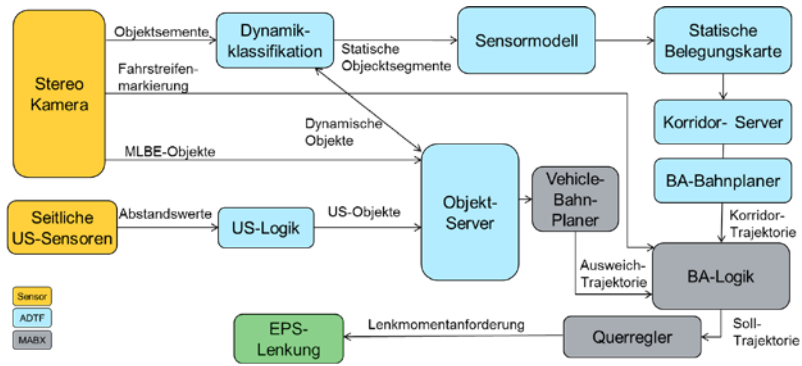 Objektsemente
Dynamik-
klassifikation
Statische
Objecktsegmente
Sensormodell
Statische
Belegungskarte
Stereo
Kamera
Fahrstreifen-
markierung
Dynamische
Objekte
Korridor- Server
MLBE-Objekte
Objekt-
Server
Vehicle-
Bahn-
Planer
BA-Bahnplaner
Seitliche
US-Sensoren
Abstandswerte
US-Logik
US-Objekte
Korridor-
Trajektorie
Ausweich-
Trajektorie
BA-Logik
Sensor
ADTF
MABX
EPS-
Lenkung
Lenkmomentanforderung
Querregler
Soll-
Trajektorie